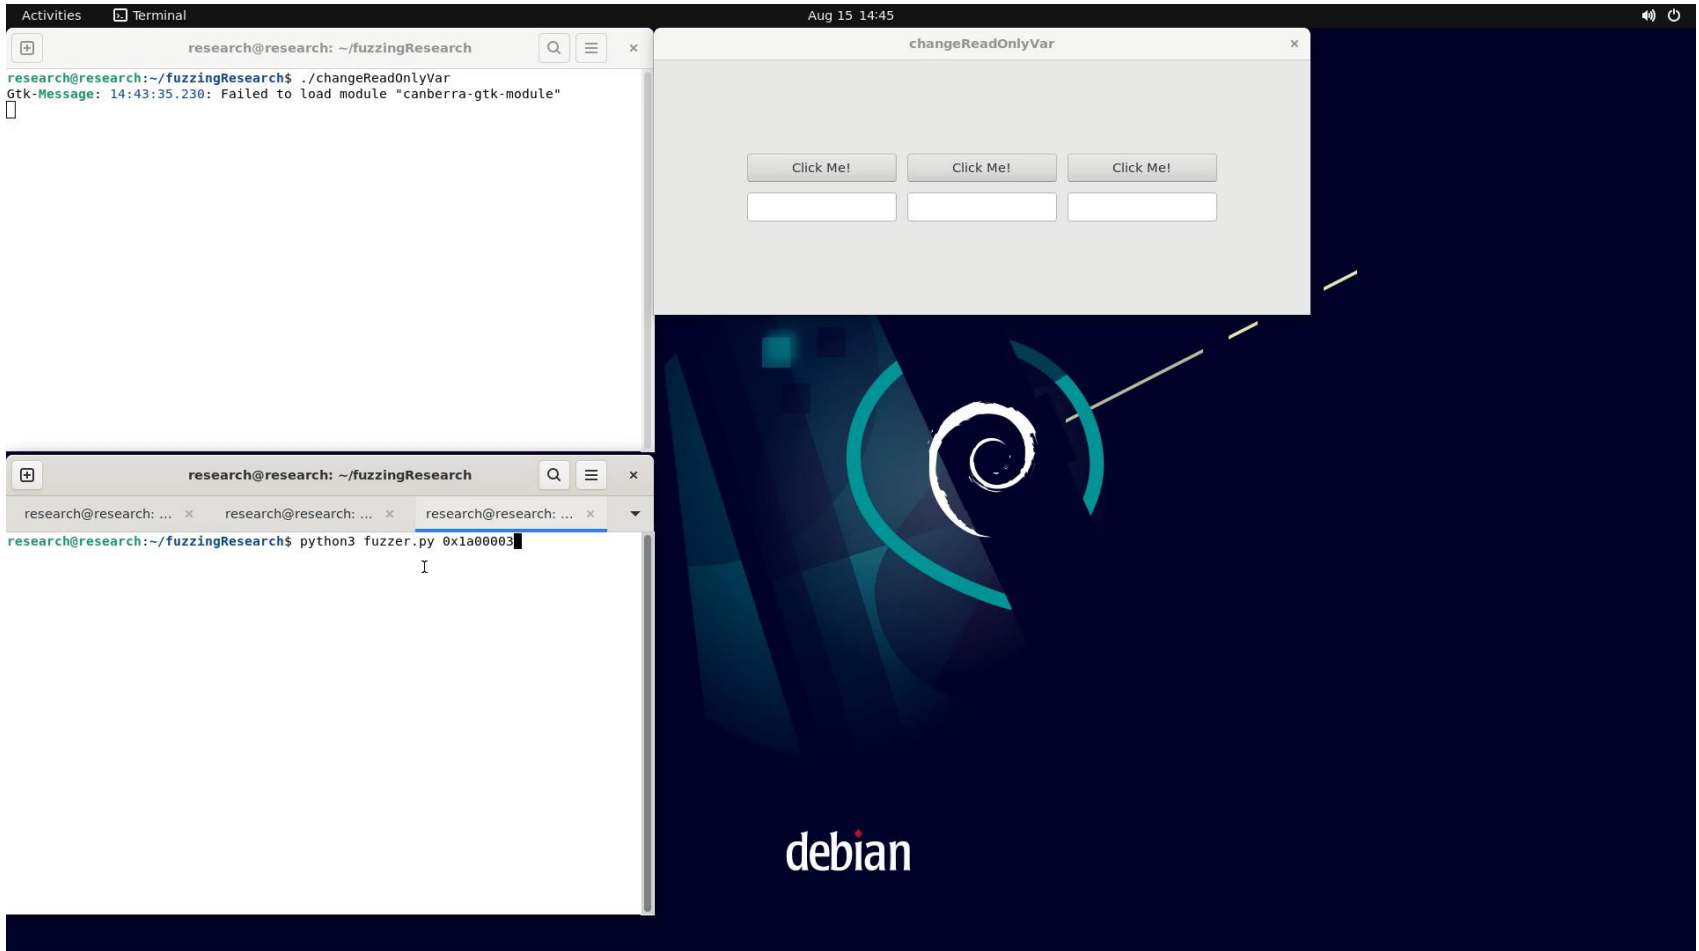 Activities Terminal Aug 15 14:45
research@research: ~/fuzzingResearch
research@research:~/fuzzingResearch$ ./changeReadOnlyVar
Gtk-Message: 14:43:35.230: Failed to load module "canberra-gtk-module"
changeReadOnlyVar
Click Me! Click Me! Click Me!
research@research: ~/fuzzingResearch
research@research: ... research@research: ... research@research: ...
research@research:~/fuzzingResearch$ python3 fuzzer.py 0x1a00003
debian